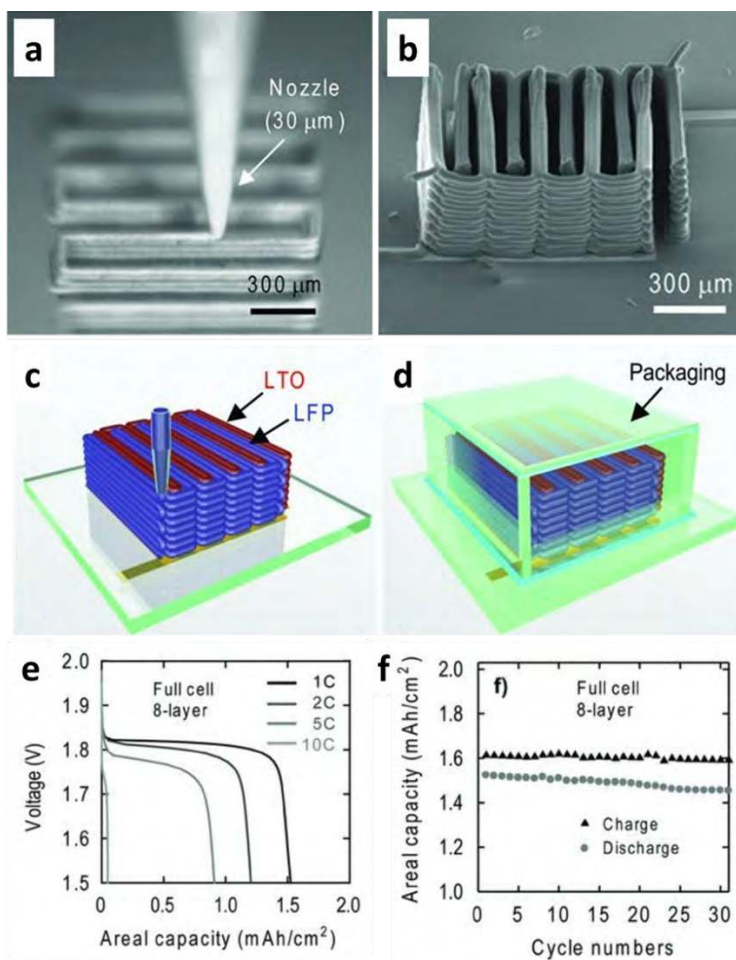 a
Nozzle
(30 μm)
300 μm
b
300 μm
c
LTO
LFP
d
Packaging
e
2.0
1.9
1.8
1.7
1.6
1.5
Voltage (V)
Full cell
8-layer
1C
2C
5C
10C
0.0
0.5
1.0
1.5
2.0
Areal capacity (mAh/cm²)
f
f)
2.0
1.8
1.6
1.4
1.2
1.0
Areal capacity (mAh/cm²)
Full cell
8-layer
Charge
Discharge
0
5
10
15
20
25
30
Cycle numbers